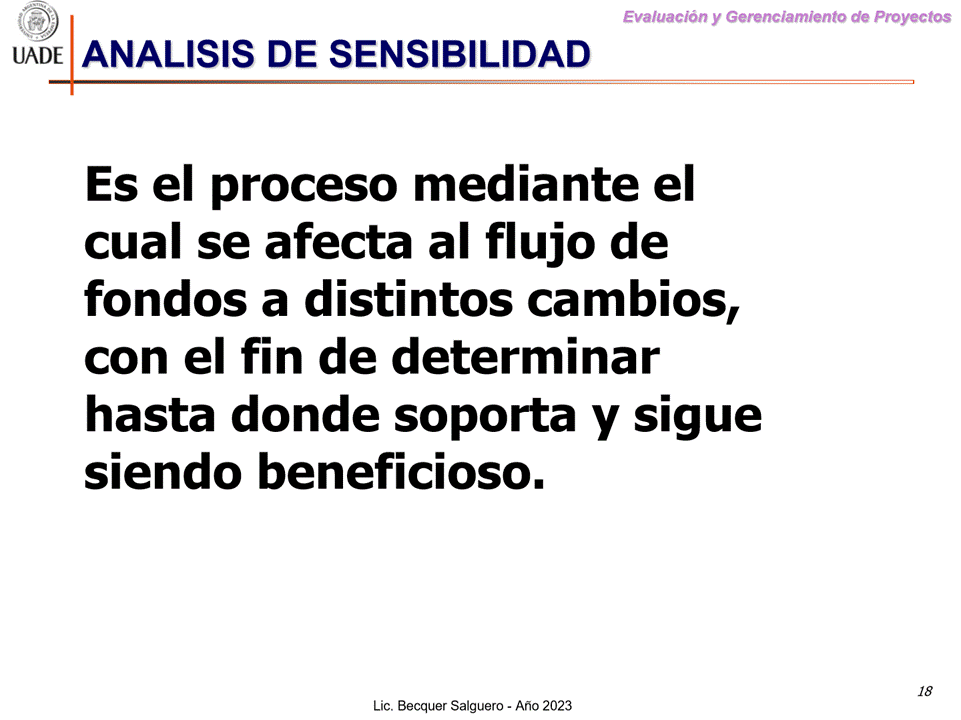 Evaluación y Gerenciamiento de Proyectos
UADE
ANALISIS DE SENSIBILIDAD
Es el proceso mediante el
cual se afecta al flujo de
fondos a distintos cambios,
con el fin de determinar
hasta donde soporta y sigue
siendo beneficioso.
18
Lic. Becquer Salguero - Año 2023